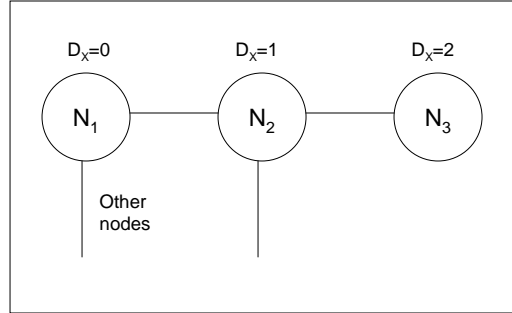 Dₓ=0
Dₓ=1
Dₓ=2
N₁
N₂
N₃
Other
nodes